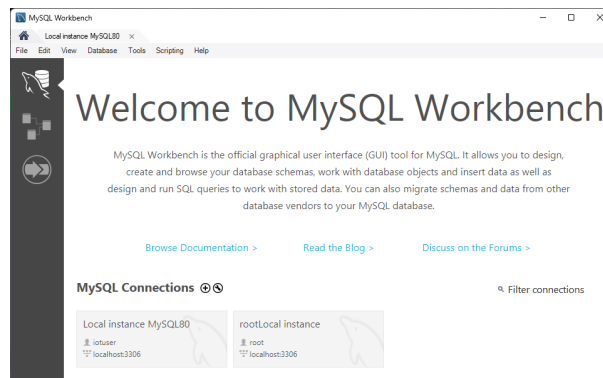 MySQL Workbench
Local instance MySQL80
File Edit View Database Tools Scripting Help
Welcome to MySQL Workbench
MySQL Workbench is the official graphical user interface (GUI) tool for MySQL. It allows you to design,
create and browse your database schemas, work with database objects and insert data as well as
design and run SQL queries to work with stored data. You can also migrate schemas and data from other
database vendors to your MySQL database.
Browse Documentation > Read the Blog > Discuss on the Forums >
MySQL Connections Filter connections
Local instance MySQL80 rootLocal instance
iotuser root
localhost:3306 localhost:3306